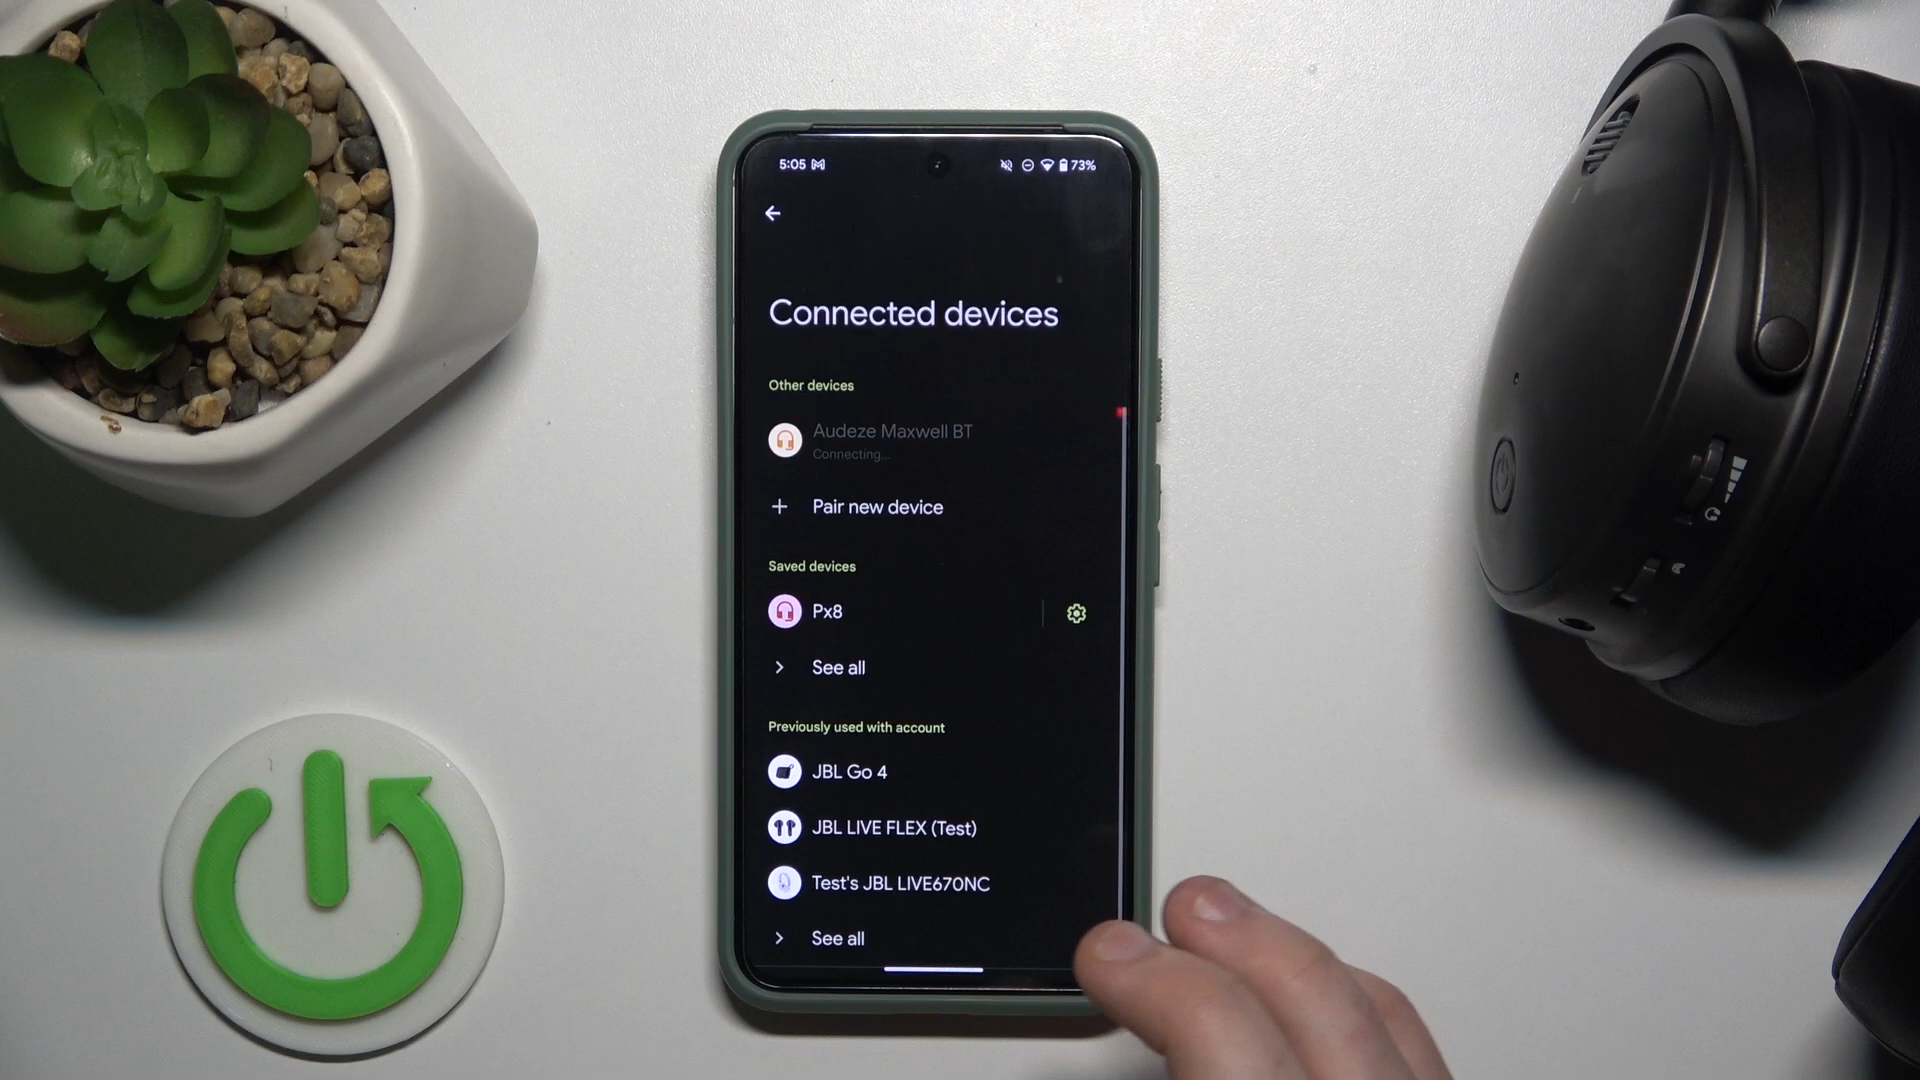 5:05
73%
Connected devices
Other devices
Audeze Maxwell BT
Connecting...
Pair new device
Saved devices
Px8
See all
Previously used with account
JBL Go 4
JBL LIVE FLEX (Test)
Test's JBL LIVE670NC
See all